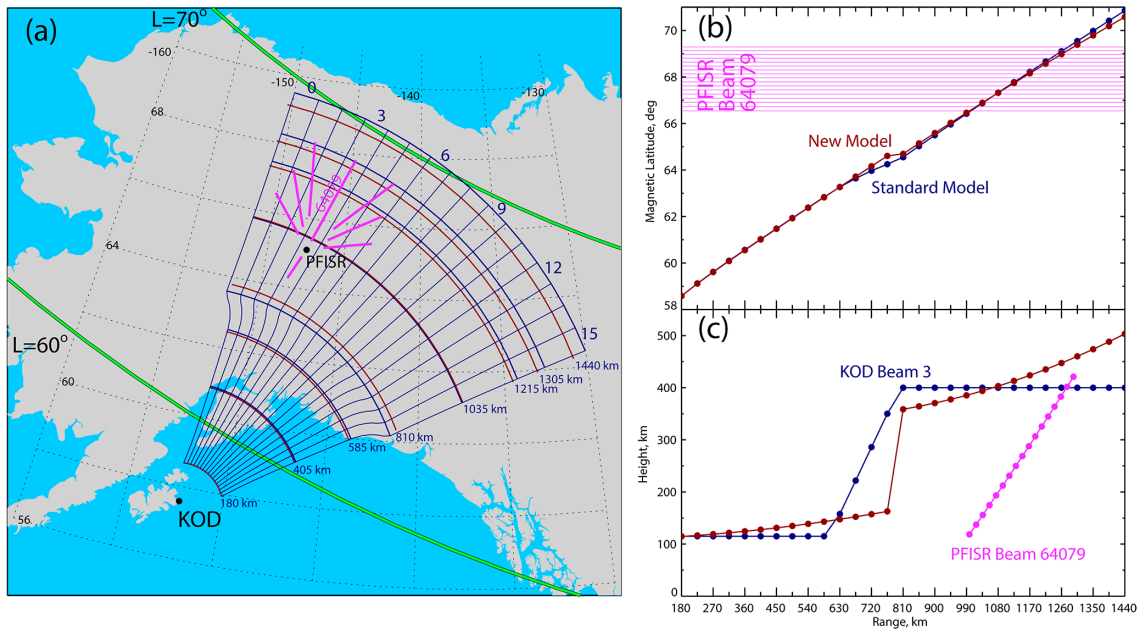 (a)
L=70°
-160
-150
-140
-130
68
64
60
56
0
3
6
9
12
15
64079
PFISR
L=60°
KOD
180 km
405 km
585 km
810 km
1035 km
1215 km
1305 km
1440 km
(b)
70
68
66
64
62
60
58
Magnetic Latitude, deg
PFISR
Beam
64079
New Model
Standard Model
(c)
500
400
300
200
100
0
Height, km
KOD Beam 3
PFISR Beam 64079
180 270 360 450 540 630 720 810 900 990 1080 1170 1260 1350 1440
Range, km